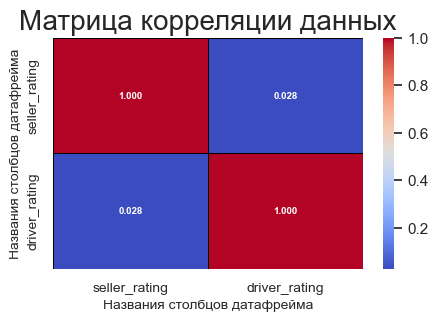 Матрица корреляции данных
Названия столбцов датафрейма
seller_rating
driver_rating
1.000
0.028
0.028
1.000
seller_rating
driver_rating
Названия столбцов датафрейма
1.0
0.8
0.6
0.4
0.2